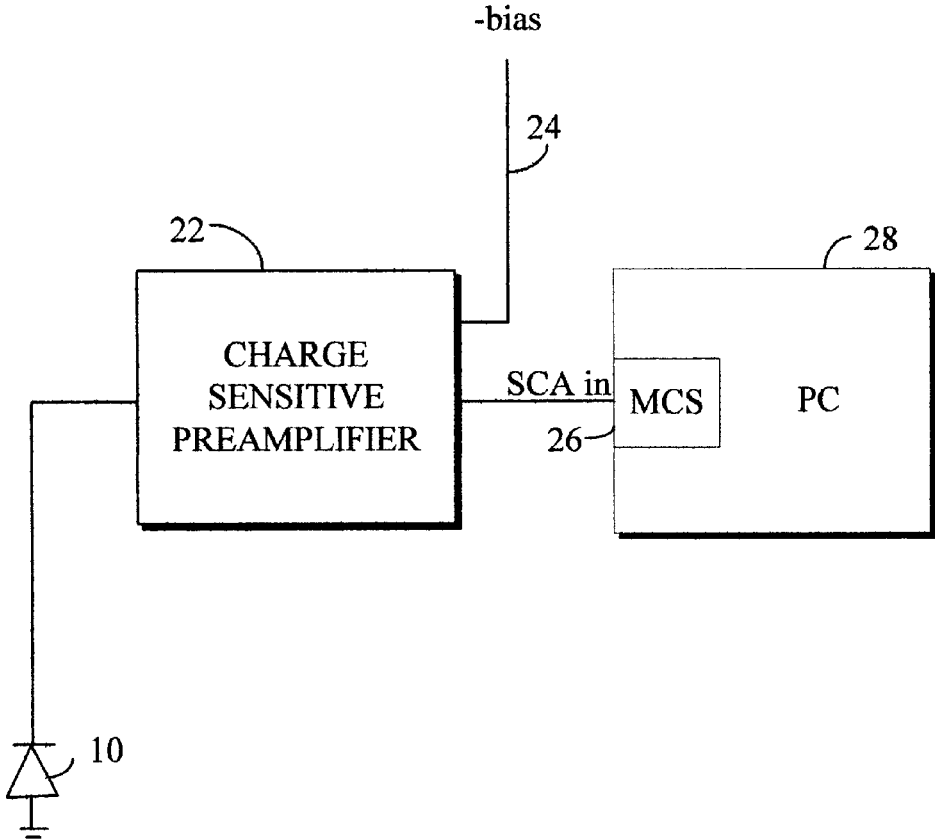 -bias
24
22
28
CHARGE
SENSITIVE
PREAMPLIFIER
SCA in
MCS
PC
26
10